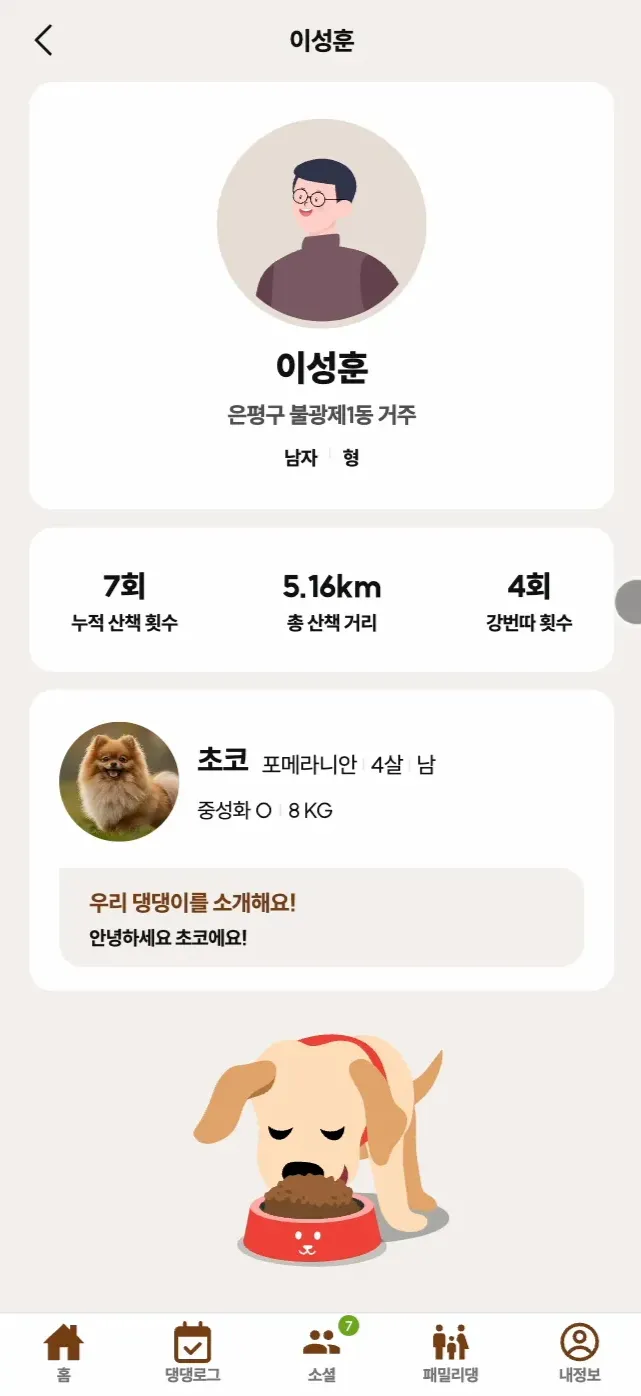 이성훈
이성훈
은평구 불광제1동 거주
남자 형
7회 5.16km 4회
누적 산책 횟수 총 산책 거리 강번따 횟수
초코 포메라니안 4살 남
중성화 O 8 KG
우리 댕댕이를 소개해요!
안녕하세요 초코에요!
7
홈 댕댕로그 소셜 패밀리댕 내정보